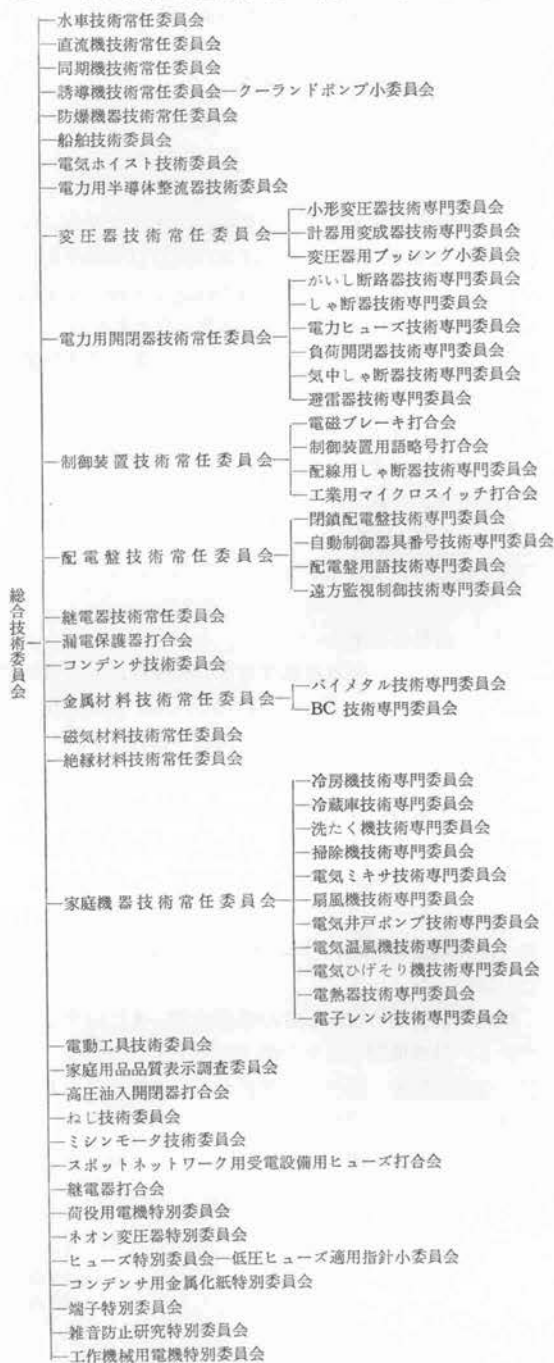 水車技術常任委員会
直流機技術常任委員会
同期機技術常任委員会
誘導機技術常任委員会―クーランドポンプ小委員会
防爆機器技術常任委員会
船舶技術委員会
電気ホイスト技術委員会
電力用半導体整流器技術委員会
変圧器技術常任委員会
小形変圧器技術専門委員会
計器用変成器技術専門委員会
変圧器用ブッシング小委員会
電力用開閉器技術常任委員会
がいし断路器技術専門委員会
しゃ断器技術専門委員会
電力ヒューズ技術専門委員会
負荷開閉器技術専門委員会
気中しゃ断器技術専門委員会
避雷器技術専門委員会
制御装置技術常任委員会
電磁ブレーキ打合会
制御装置用語略号打合会
配線用しゃ断器技術専門委員会
工業用マイクロスイッチ打合会
配電盤技術常任委員会
閉鎖配電盤技術専門委員会
自動制御器具番号技術専門委員会
配電盤用語技術専門委員会
遠方監視制御技術専門委員会
総合技術委員会
継電器技術常任委員会
漏電保護器打合会
コンデンサ技術委員会
金属材料技術常任委員会
バイメタル技術専門委員会
BC 技術専門委員会
磁気材料技術常任委員会
絶縁材料技術常任委員会
家庭機器技術常任委員会
冷房機技術専門委員会
冷蔵庫技術専門委員会
洗たく機技術専門委員会
掃除機技術専門委員会
電気ミキサ技術専門委員会
扇風機技術専門委員会
電気井戸ポンプ技術専門委員会
電気温風機技術専門委員会
電気ひげそり機技術専門委員会
電熱器技術専門委員会
電子レンジ技術専門委員会
電動工具技術委員会
家庭用品品質表示調査委員会
高圧油入開閉器打合会
ねじ技術委員会
ミシンモータ技術委員会
スポットネットワーク用受電設備用ヒューズ打合会
継電器打合会
荷役用電機特別委員会
ネオン変圧器特別委員会
ヒューズ特別委員会―低圧ヒューズ適用指針小委員会
コンデンサ用金属化紙特別委員会
端子特別委員会
雑音防止研究特別委員会
工作機械用電機特別委員会